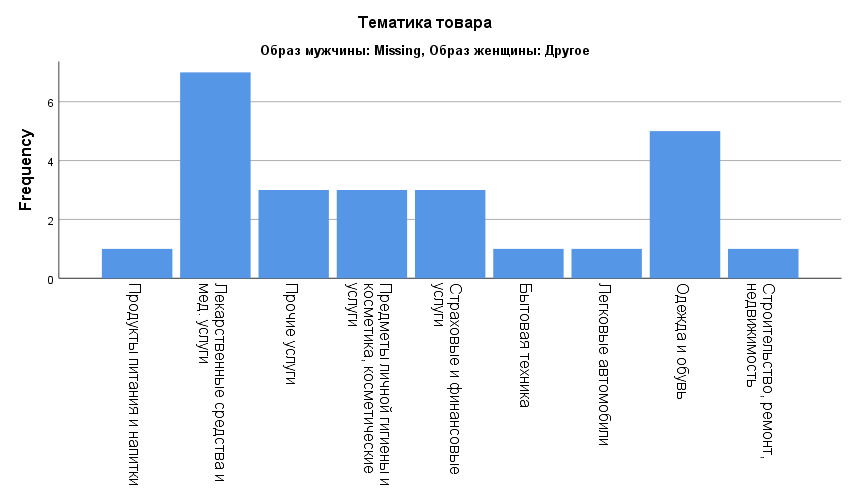 Тематика товара
Образ мужчины: Missing, Образ женщины: Другое
Frequency
6
4
2
0
Продукты питания и напитки
Лекарственные средства и
мед. услуги
Прочие услуги
Предметы личной гигиены и
косметика, косметические
услуги
Страховые и финансовые
услуги
Бытовая техника
Легковые автомобили
Одежда и обувь
Строительство, ремонт,
недвижимость